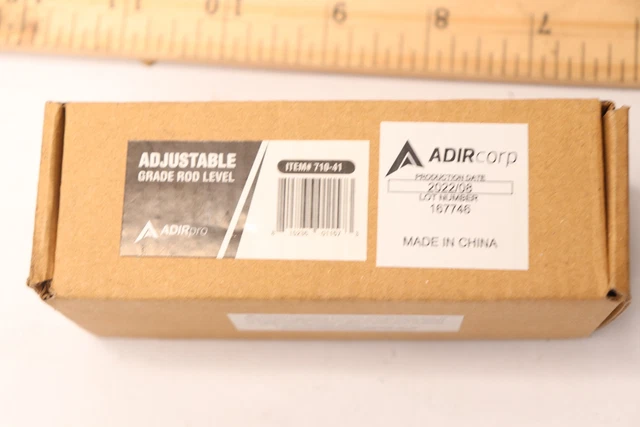 10
9
8
7
ADJUSTABLE
GRADE ROD LEVEL
ADIRpro
ITEM# 718-41
ADIRcorp
PRODUCTION DATE
2022/08
LOT NUMBER
167746
MADE IN CHINA